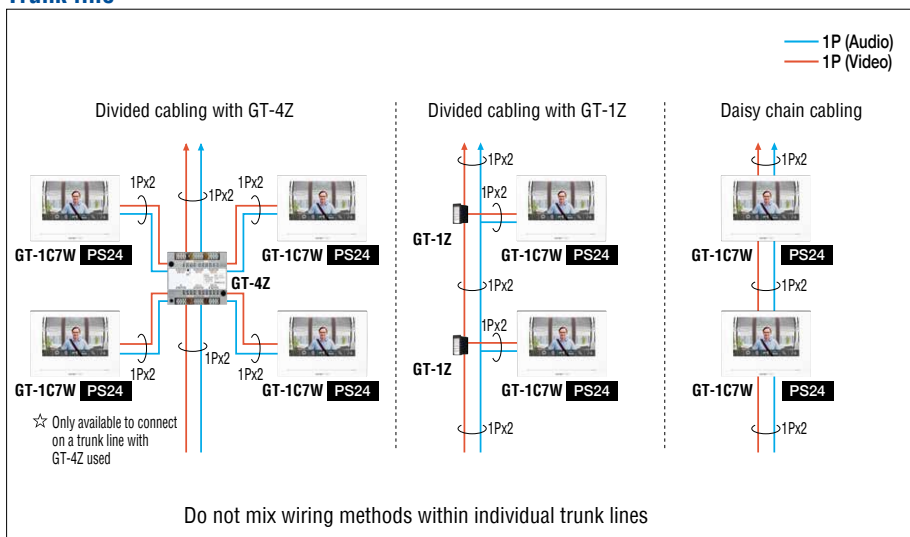 Trunk line
1P (Audio)
1P (Video)
Divided cabling with GT-4Z
Divided cabling with GT-1Z
Daisy chain cabling
1Px2
1Px2
1Px2
GT-1C7W PS24
GT-1C7W PS24
GT-4Z
1Px2
1Px2
1Px2
GT-1C7W PS24
GT-1C7W PS24
☆ Only available to connect
on a trunk line with
GT-4Z used
1Px2
1Px2
GT-1Z
GT-1C7W PS24
1Px2
1Px2
GT-1Z
GT-1C7W PS24
1Px2
1Px2
GT-1C7W PS24
1Px2
GT-1C7W PS24
1Px2
Do not mix wiring methods within individual trunk lines